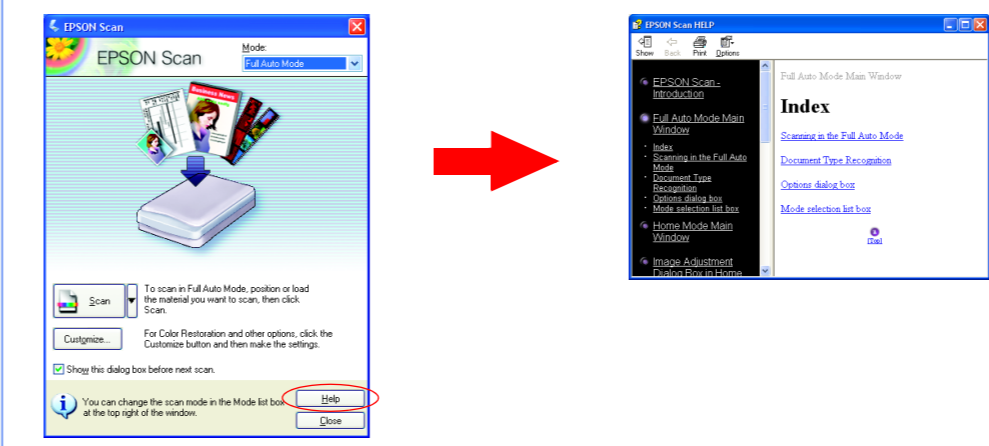 EPSON Scan
EPSON Scan
Mode:
Full Auto Mode
Business News
Scan
To scan in Full Auto Mode, position or load
the material you want to scan, then click
Scan.
Customize...
For Color Restoration and other options, click the
Customize button and then make the settings.
Show this dialog box before next scan.
You can change the scan mode in the Mode list box
at the top right of the window.
Help
Close
EPSON Scan HELP
Show
Back
Print
Options
EPSON Scan -
Introduction
Full Auto Mode Main
Window
Index
Scanning in the Full Auto
Mode
Document Type
Recognition
Options dialog box
Mode selection list box
Home Mode Main
Window
Image Adjustment
Dialog Box in Home
Full Auto Mode Main Window
Index
Scanning in the Full Auto Mode
Document Type Recognition
Options dialog box
Mode selection list box
[Top]